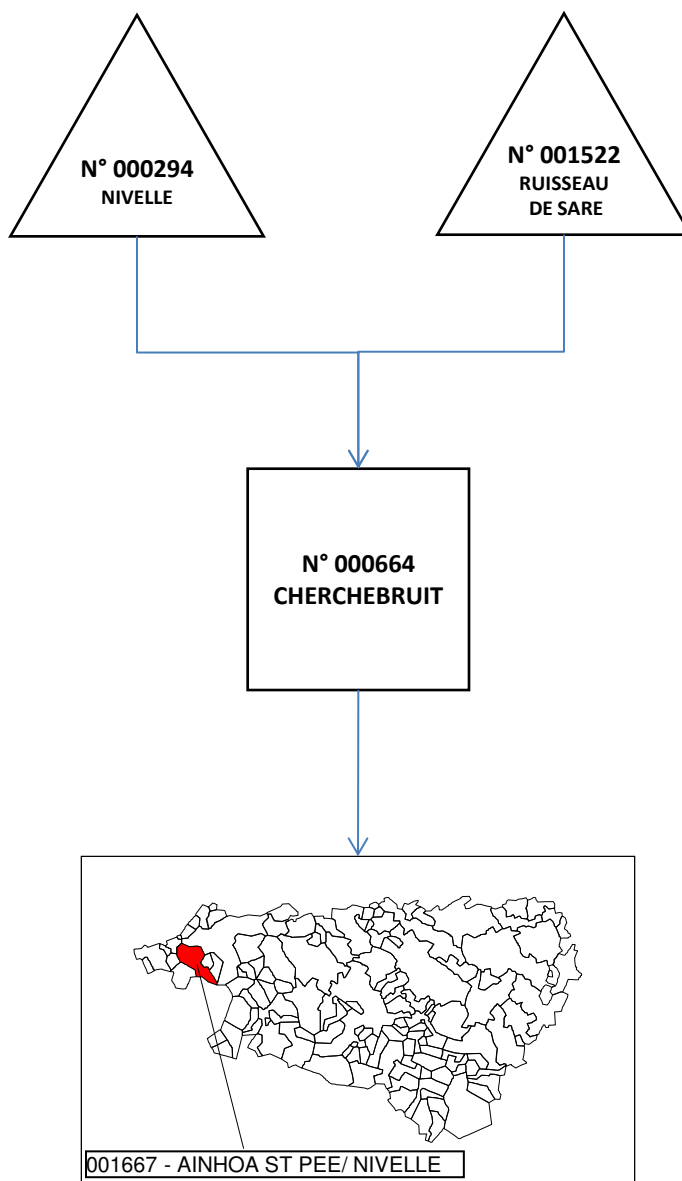 N° 000294
NIVELLE
N° 001522
RUISSEAU
DE SARE
N° 000664
CHERCHEBRUIT
001667 - AINHOA ST PEE/ NIVELLE